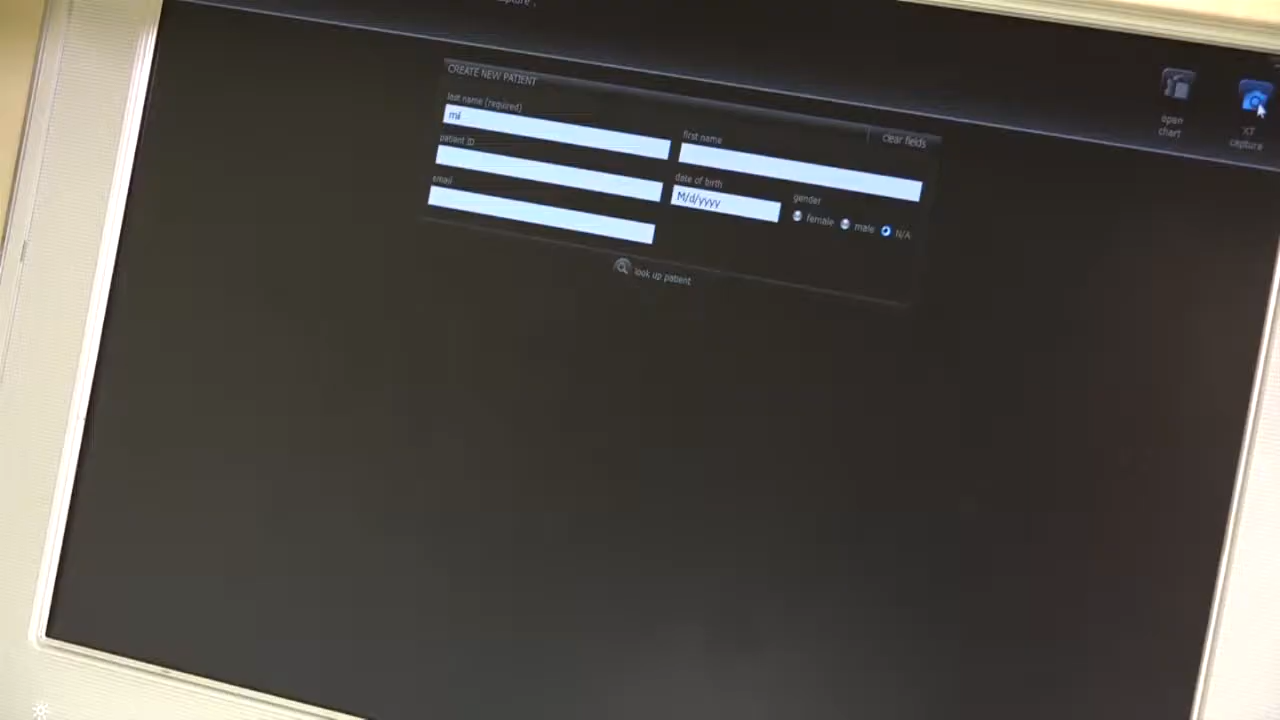 CREATE NEW PATIENT
clear fields
last name (required)
mi
first name
patient ID
date of birth
M/d/yyyy
gender
female
male
N/A
email
look up patient
open
chart
XT
capture